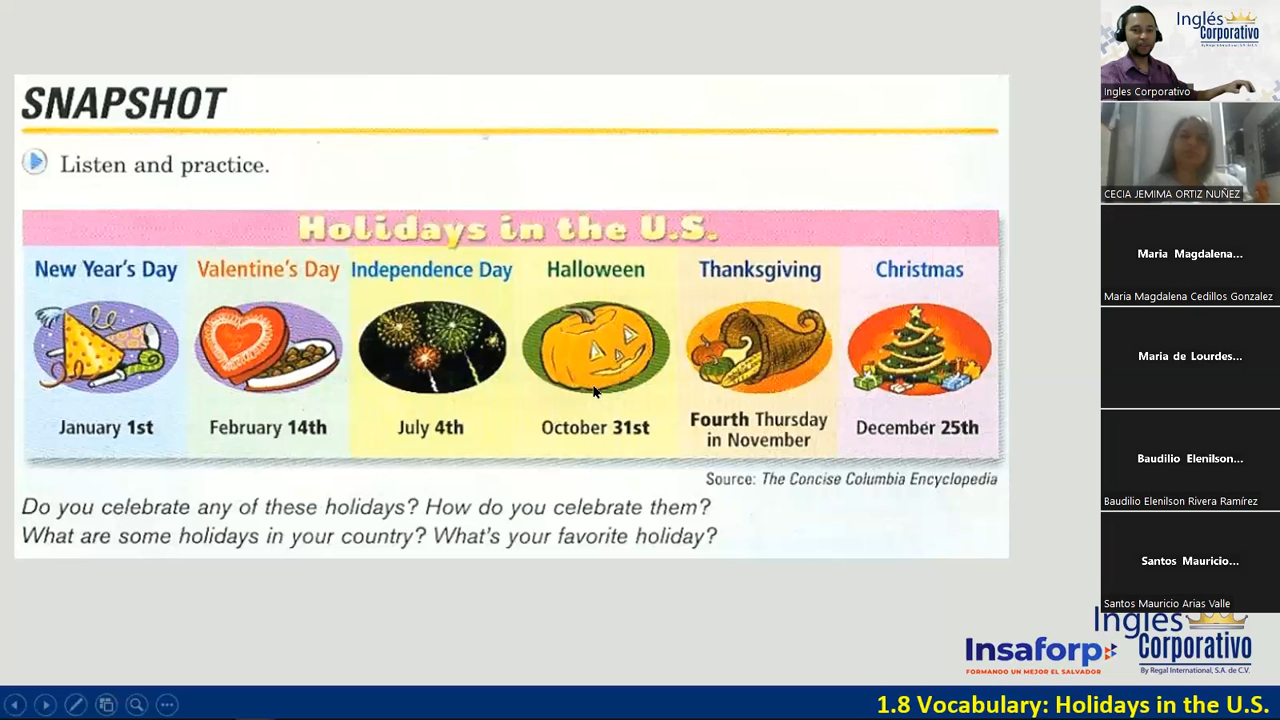 SNAPSHOT
Listen and practice.
Holidays in the U.S.
New Year's Day
January 1st
Valentine's Day
February 14th
Independence Day
July 4th
Halloween
October 31st
Thanksgiving
Fourth Thursday
in November
Christmas
December 25th
Source: The Concise Columbia Encyclopedia
Do you celebrate any of these holidays? How do you celebrate them?
What are some holidays in your country? What's your favorite holiday?
Inglés
Corporativo
Ingles Corporativo
CECIA JEMIMA ORTIZ NUÑEZ
Maria Magdalena...
Maria Magdalena Cedillos Gonzalez
Maria de Lourdes...
Baudilio Elenilson...
Baudilio Elenilson Rivera Ramírez
Santos Mauricio...
Santos Mauricio Arias Valle
Insaforp
FORMANDO UN MEJOR EL SALVADOR
Inglés
Corporativo
By Regal International, S.A. de C.V.
1.8 Vocabulary: Holidays in the U.S.